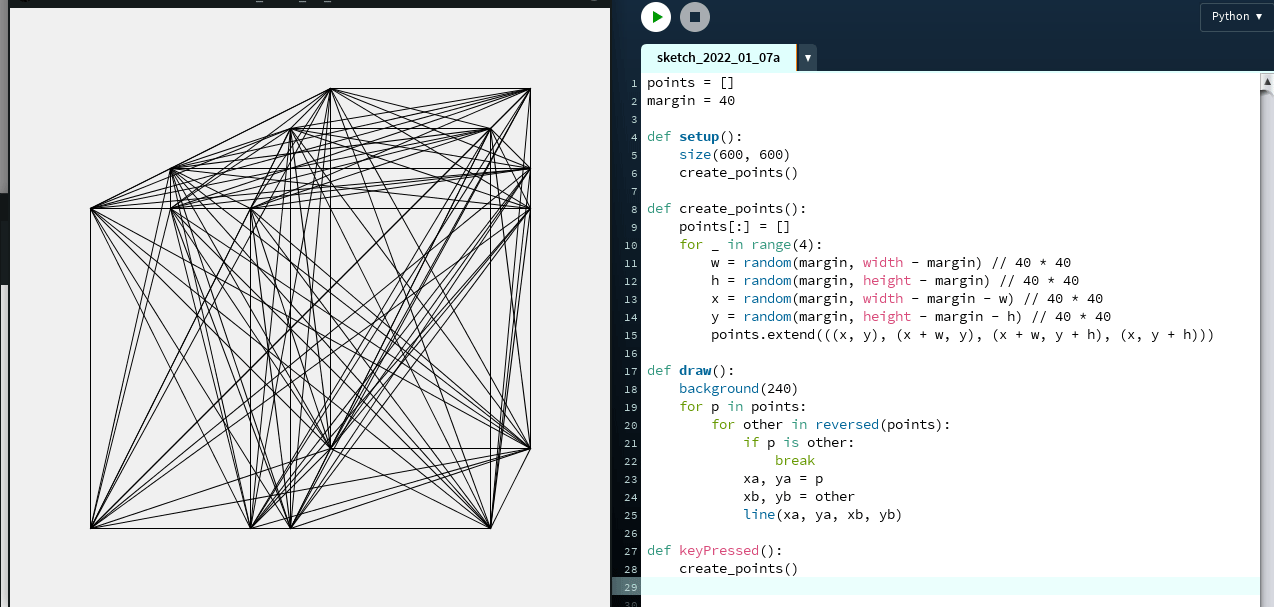 Python ▼
sketch_2022_01_07a ▼
1 points = []
2 margin = 40
3
4 def setup():
5     size(600, 600)
6     create_points()
7
8 def create_points():
9     points[:] = []
10     for _ in range(4):
11         w = random(margin, width - margin) // 40 * 40
12         h = random(margin, height - margin) // 40 * 40
13         x = random(margin, width - margin - w) // 40 * 40
14         y = random(margin, height - margin - h) // 40 * 40
15         points.extend(((x, y), (x + w, y), (x + w, y + h), (x, y + h)))
16
17 def draw():
18     background(240)
19     for p in points:
20         for other in reversed(points):
21             if p is other:
22                 break
23             xa, ya = p
24             xb, yb = other
25             line(xa, ya, xb, yb)
26
27 def keyPressed():
28     create_points()
29
30